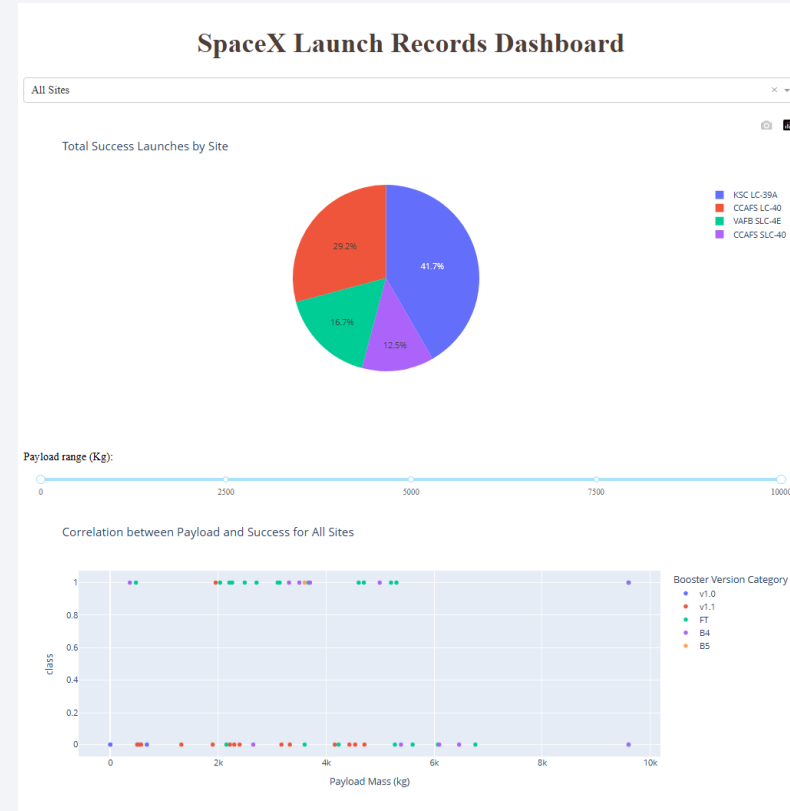 SpaceX Launch Records Dashboard
All Sites
Total Success Launches by Site
KSC LC-39A
CCAFS LC-40
VAFB SLC-4E
CCAFS SLC-40
29.2%
41.7%
16.7%
12.5%
Payload range (Kg):
0 2500 5000 7500 10000
Correlation between Payload and Success for All Sites
Booster Version Category
v1.0
v1.1
FT
B4
B5
1
0.8
0.6
0.4
0.2
0
class
0 2k 4k 6k 8k 10k
Payload Mass (kg)